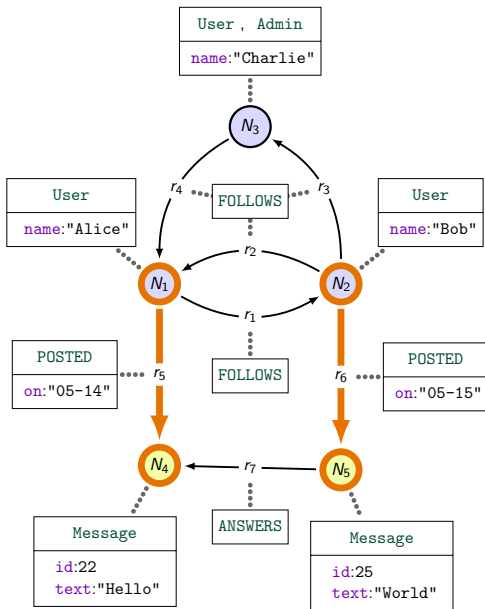 User , Admin
name:"Charlie"
N3
r4
r3
FOLLOWS
User
name:"Alice"
User
name:"Bob"
r2
N1
N2
r1
POSTED
on:"05-14"
r5
FOLLOWS
r6
POSTED
on:"05-15"
N4
r7
N5
ANSWERS
Message
id:22
text:"Hello"
Message
id:25
text:"World"